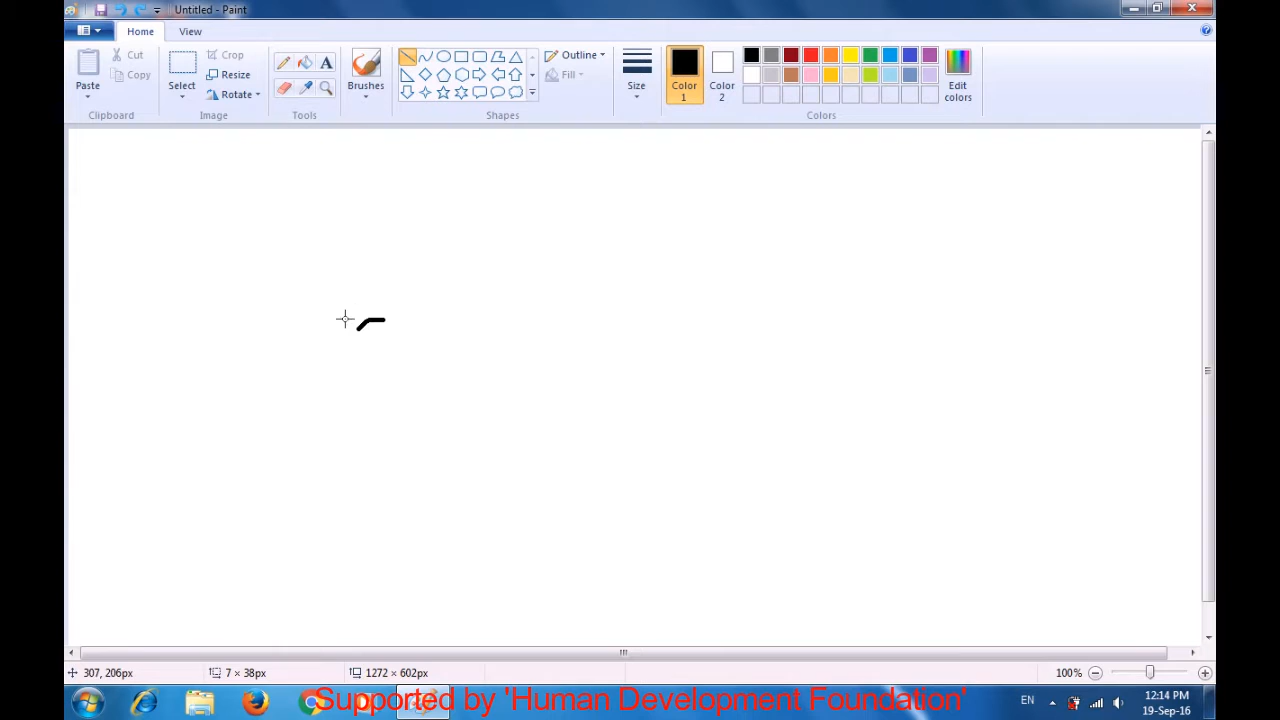 Untitled - Paint
Home View
Paste
Cut
Copy
Clipboard
Select
Crop
Resize
Rotate
Image
A
Tools
Brushes
Shapes
Outline
Fill
Size
Color 1
Color 2
Edit colors
Colors
307, 206px
7 × 38px
1272 × 602px
100%
Supported by 'Human Development Foundation'
EN
12:14 PM
19-Sep-16